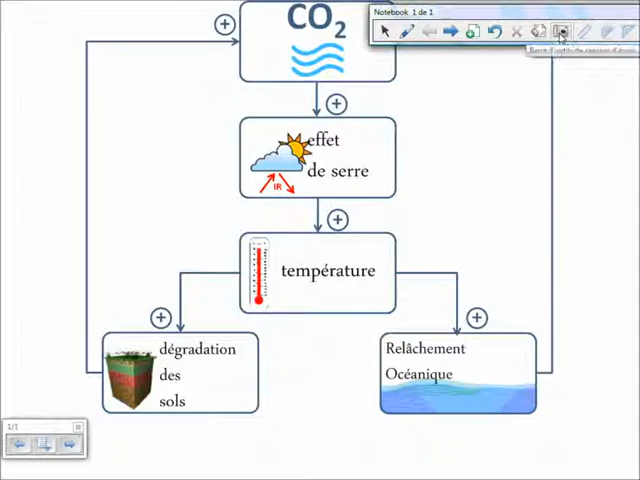 CO2
Notebook 1 de 1
effet
de serre
IR
température
dégradation
des
sols
Relâchement
Océanique
1/1